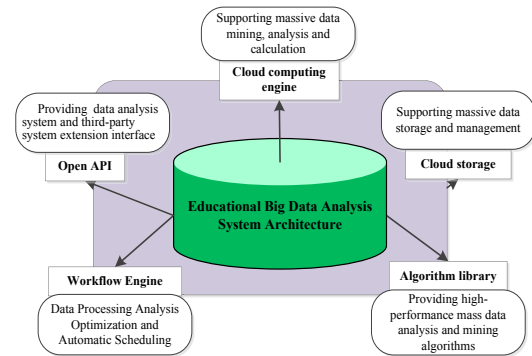 Supporting massive data
mining, analysis and
calculation
Cloud computing
engine
Providing data analysis
system and third-party
system extension interface
Open API
Supporting massive data
storage and management
Cloud storage
Educational Big Data Analysis
System Architecture
Workflow Engine
Data Processing Analysis
Optimization and
Automatic Scheduling
Algorithm library
Providing high-
performance mass data
analysis and mining
algorithms